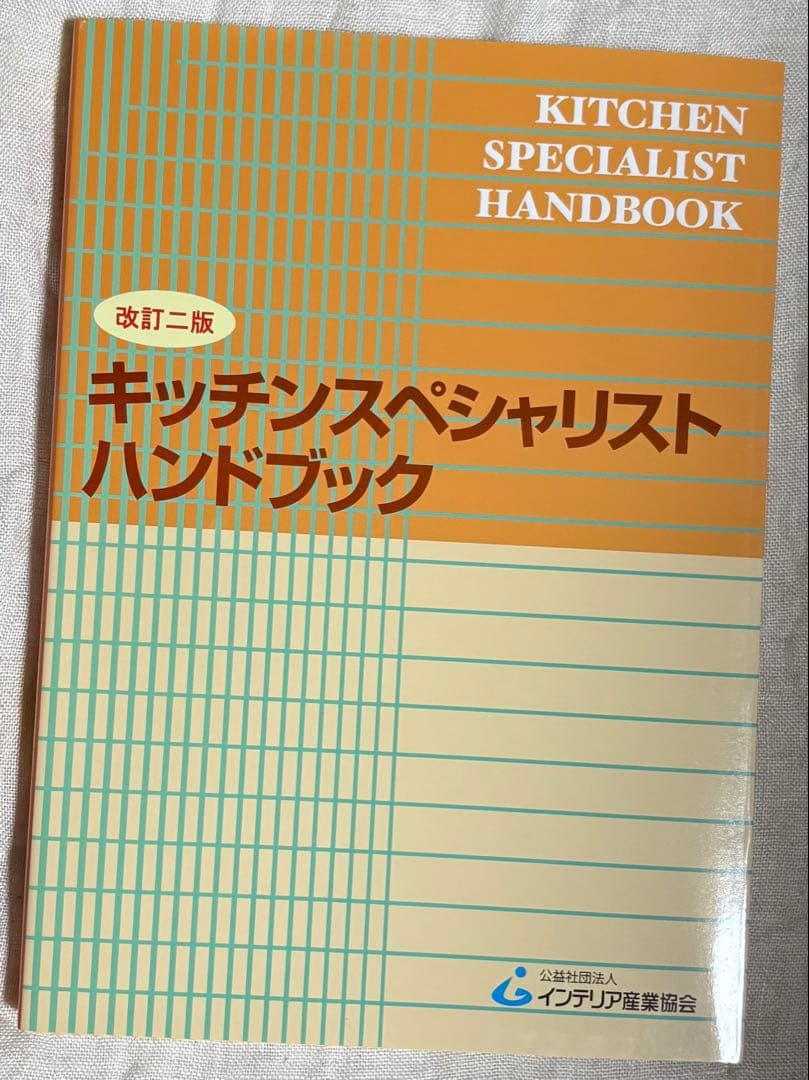 KITCHEN
SPECIALIST
HANDBOOK
改訂二版
キッチンスペシャリスト
ハンドブック
公益社団法人
インテリア産業協会